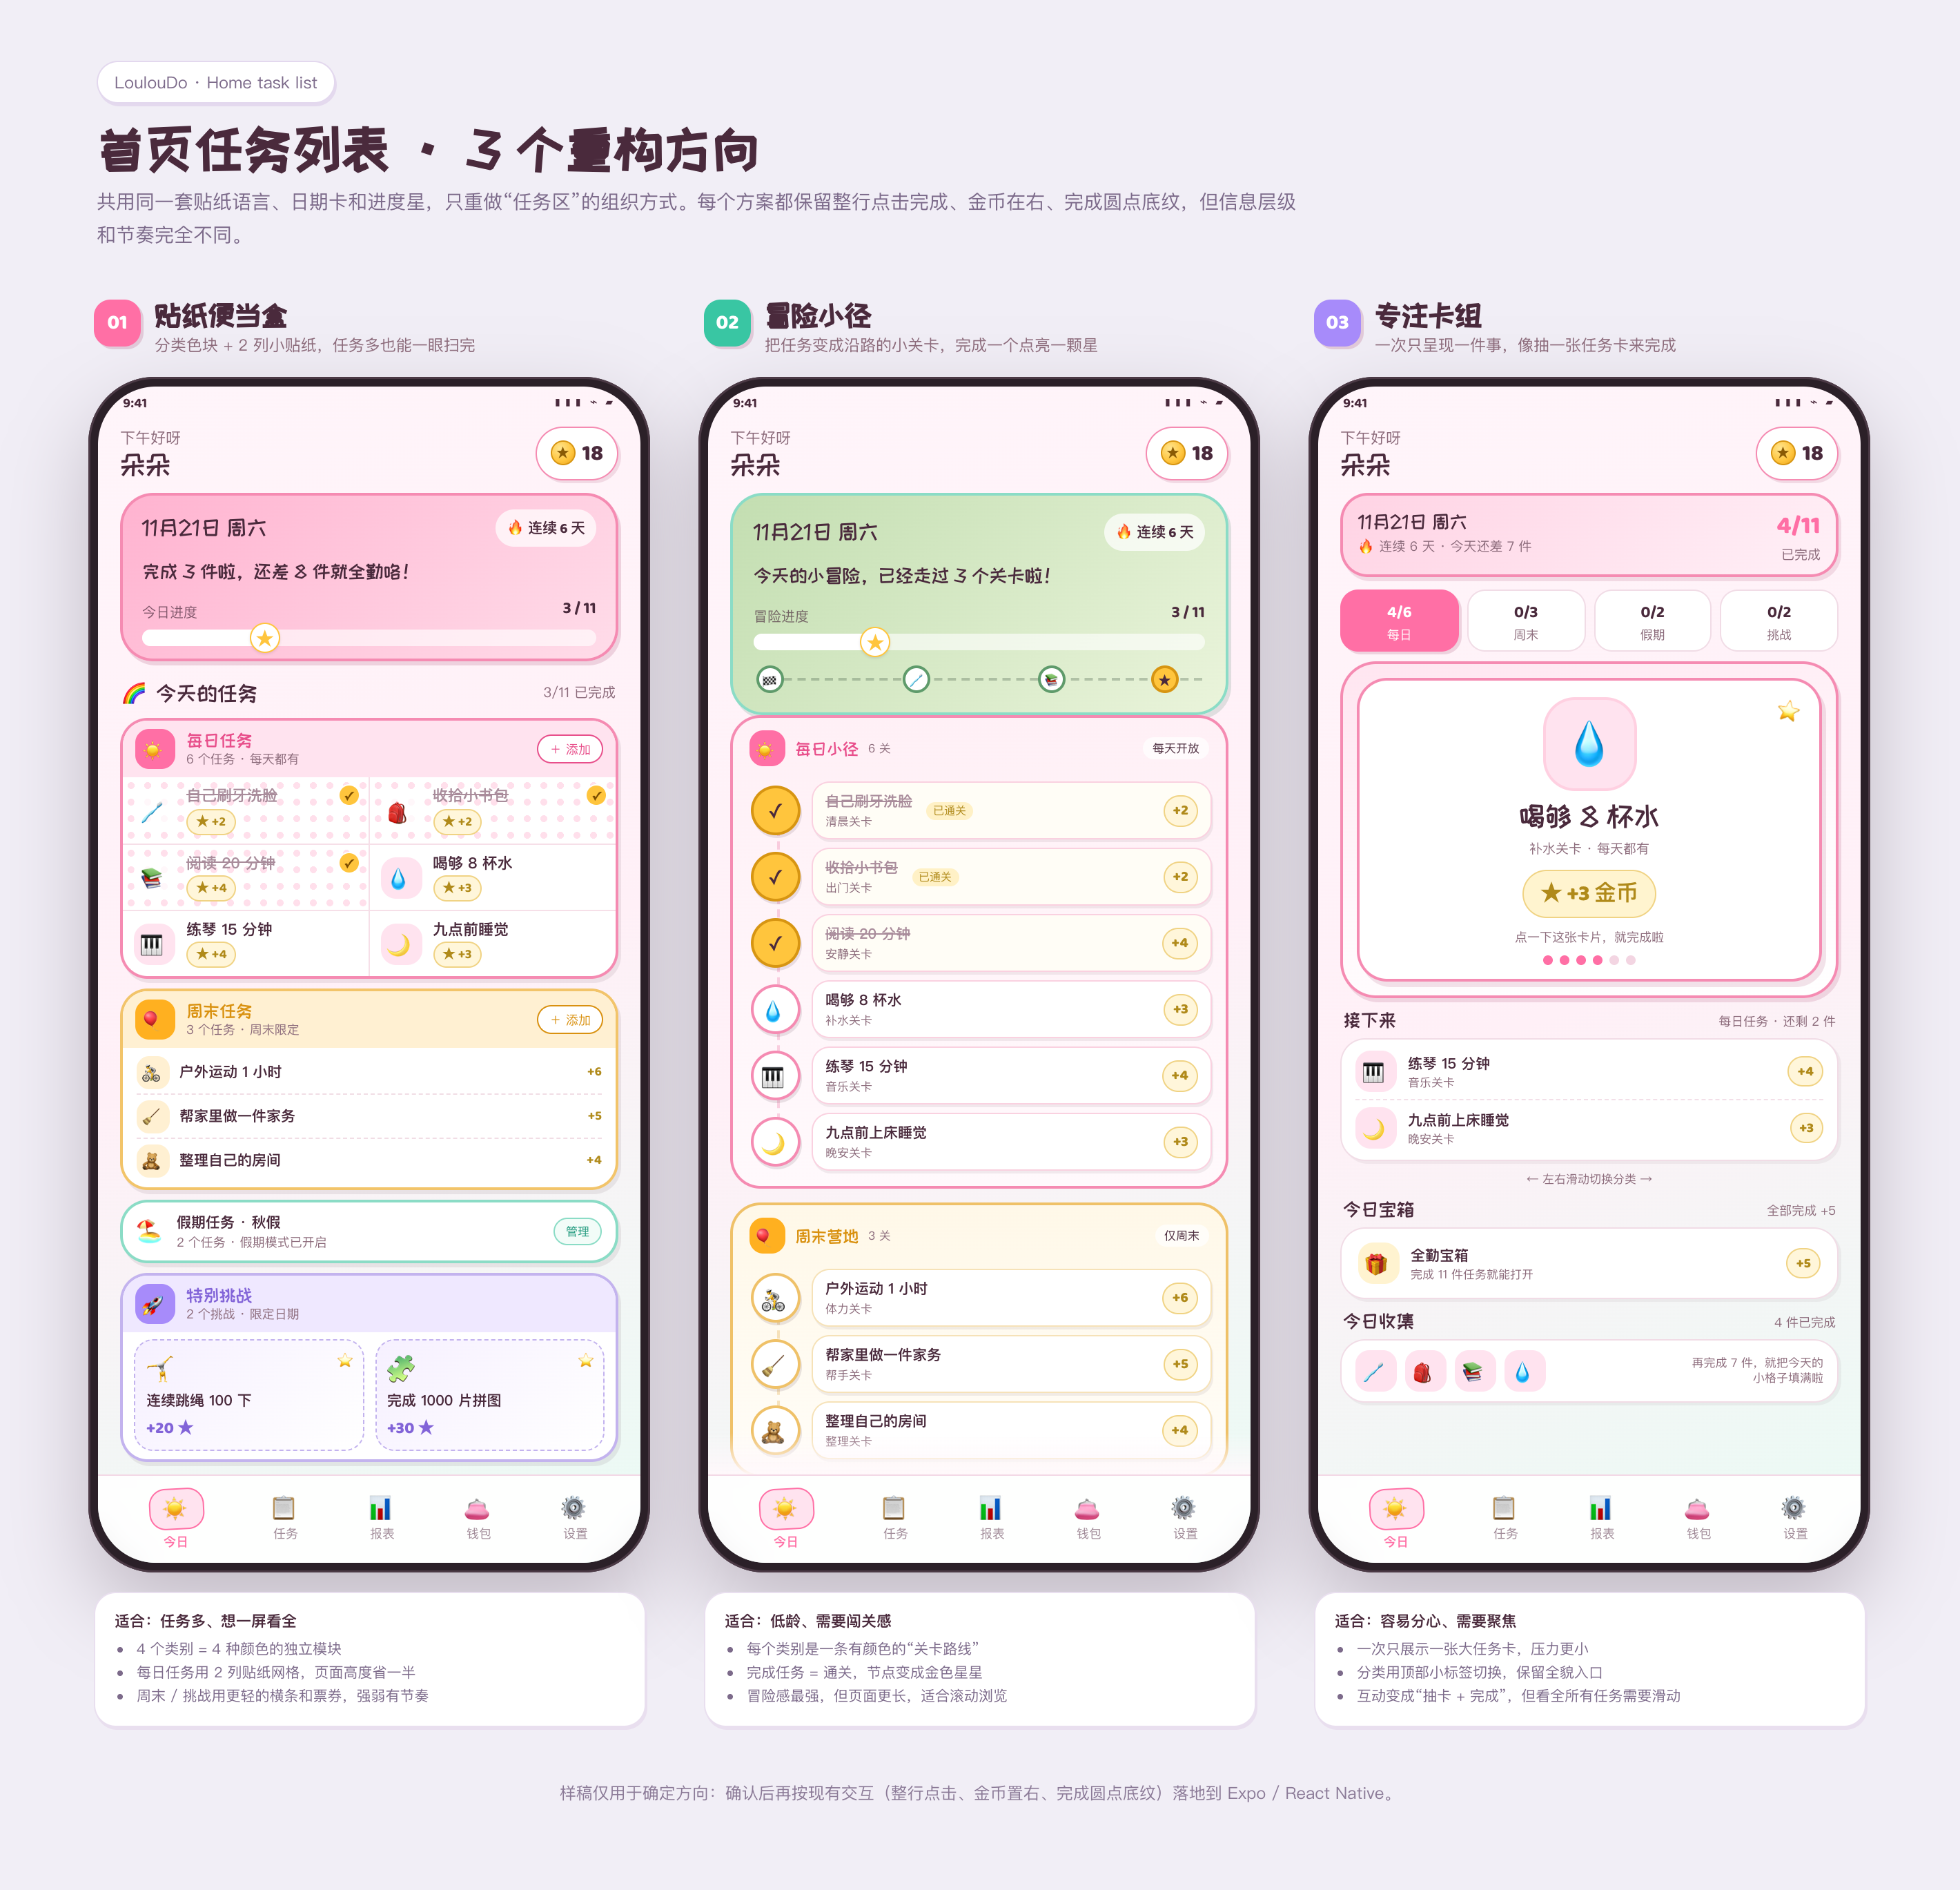 LoulouDo · Home task list
首页任务列表 · 3 个重构方向
共用同一套贴纸语言、日期卡和进度星，只重做“任务区”的组织方式。每个方案都保留整行点击完成、金币在右、完成圆点底纹，但信息层级
和节奏完全不同。
01 贴纸便当盒
分类色块 + 2 列小贴纸，任务多也能一眼扫完
9:41
下午好呀
朵朵
18
11月21日 周六
连续 6 天
完成 3 件啦，还差 8 件就全勤咯！
今日进度
3 / 11
今天的任务
3/11 已完成
每日任务
6 个任务 · 每天都有
+ 添加
自己刷牙洗脸
★ +2
收拾小书包
★ +2
阅读 20 分钟
★ +4
喝够 8 杯水
★ +3
练琴 15 分钟
★ +4
九点前睡觉
★ +3
周末任务
3 个任务 · 周末限定
+ 添加
户外运动 1 小时
+6
帮家里做一件家务
+5
整理自己的房间
+4
假期任务 · 秋假
2 个任务 · 假期模式已开启
管理
特别挑战
2 个挑战 · 限定日期
连续跳绳 100 下
+20 ★
完成 1000 片拼图
+30 ★
今日
任务
报表
钱包
设置
适合：任务多、想一屏看全
• 4 个类别 = 4 种颜色的独立模块
• 每日任务用 2 列贴纸网格，页面高度省一半
• 周末 / 挑战用更轻的横条和票券，强弱有节奏
02 冒险小径
把任务变成沿路的小关卡，完成一个点亮一颗星
9:41
下午好呀
朵朵
18
11月21日 周六
连续 6 天
今天的小冒险，已经走过 3 个关卡啦！
冒险进度
3 / 11
每日小径 6 关
每天开放
自己刷牙洗脸 已通关
清晨关卡
+2
收拾小书包 已通关
出门关卡
+2
阅读 20 分钟
安静关卡
+4
喝够 8 杯水
补水关卡
+3
练琴 15 分钟
音乐关卡
+4
九点前上床睡觉
晚安关卡
+3
周末营地 3 关
仅周末
户外运动 1 小时
体力关卡
+6
帮家里做一件家务
帮手关卡
+5
整理自己的房间
整理关卡
+4
今日
任务
报表
钱包
设置
适合：低龄、需要闯关感
• 每个类别是一条有颜色的“关卡路线”
• 完成任务 = 通关，节点变成金色星星
• 冒险感最强，但页面更长，适合滚动浏览
03 专注卡组
一次只呈现一件事，像抽一张任务卡来完成
9:41
下午好呀
朵朵
18
11月21日 周六
连续 6 天 · 今天还差 7 件
4/11
已完成
4/6
每日
0/3
周末
0/2
假期
0/2
挑战
喝够 8 杯水
补水关卡 · 每天都有
★ +3 金币
点一下这张卡片，就完成啦
接下来
每日任务 · 还剩 2 件
练琴 15 分钟
音乐关卡
+4
九点前上床睡觉
晚安关卡
+3
← 左右滑动切换分类 →
今日宝箱
全部完成 +5
全勤宝箱
完成 11 件任务就能打开
+5
今日收集
4 件已完成
再完成 7 件，就把今天的
小格子填满啦
今日
任务
报表
钱包
设置
适合：容易分心、需要聚焦
• 一次只展示一张大任务卡，压力更小
• 分类用顶部小标签切换，保留全貌入口
• 互动变成“抽卡 + 完成”，但看全所有任务需要滑动
样稿仅用于确定方向：确认后再按现有交互（整行点击、金币置右、完成圆点底纹）落地到 Expo / React Native。